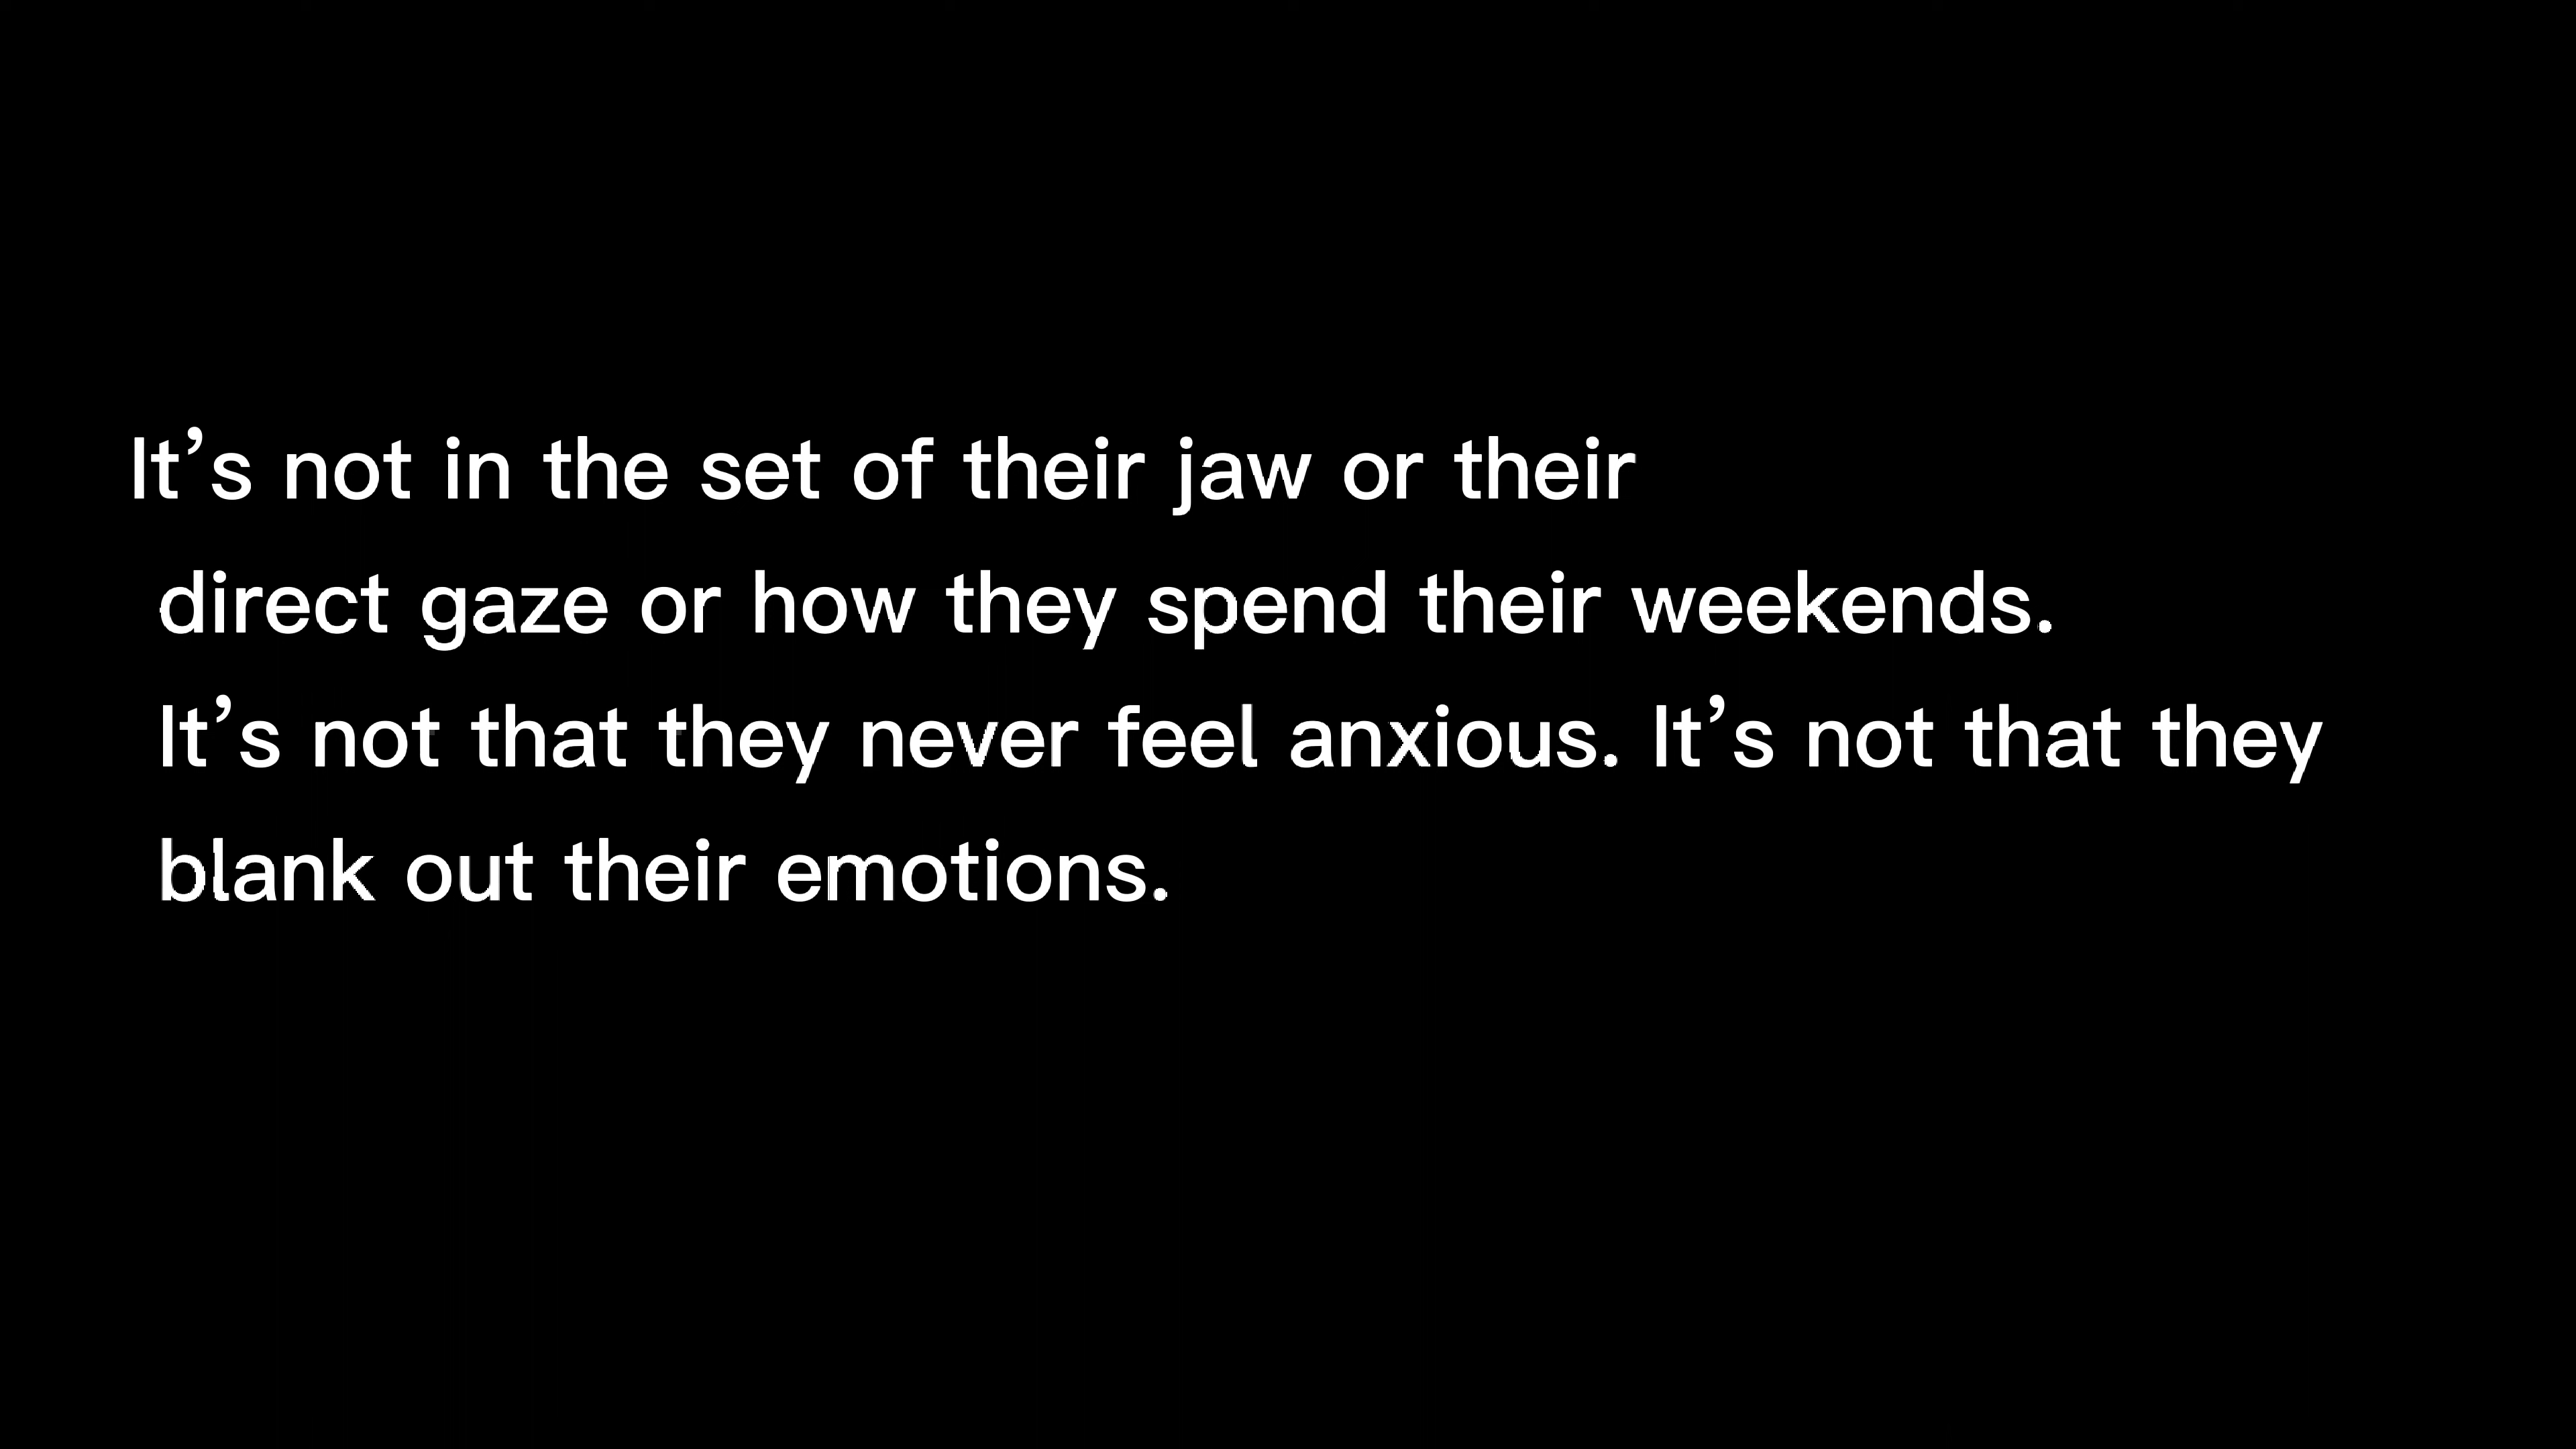 It’s not in the set of their jaw or their
direct gaze or how they spend their weekends.
It’s not that they never feel anxious. It’s not that they
blank out their emotions.